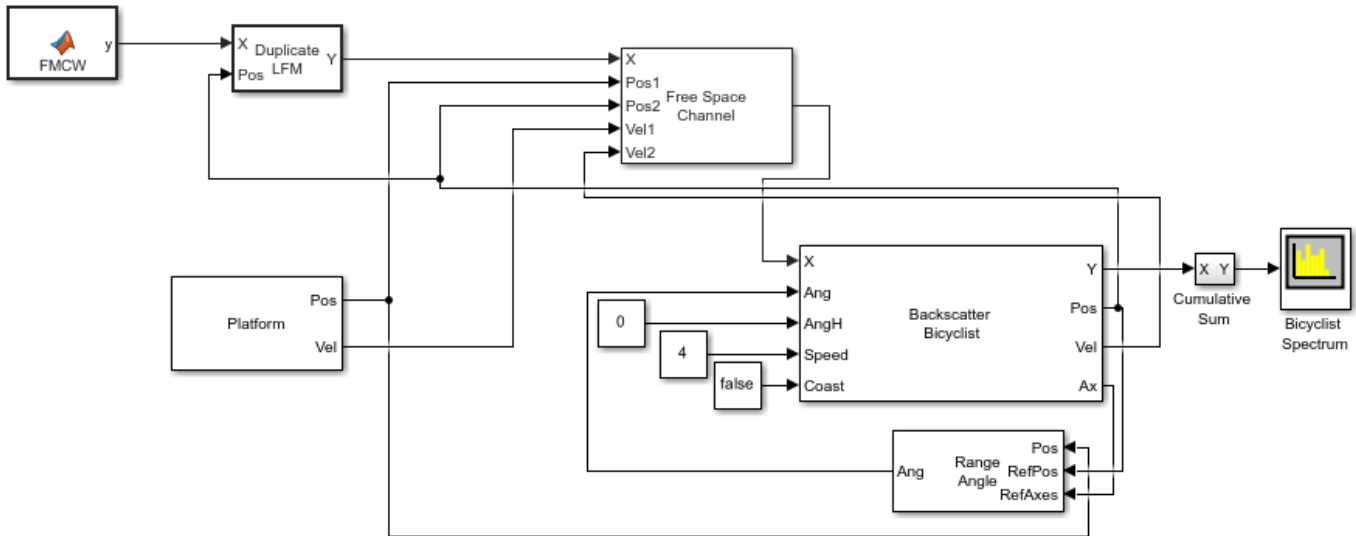 y
FMCW
X
Pos
Duplicate
LFM
Y
X
Pos1
Pos2
Vel1
Vel2
Free Space
Channel
Platform
Pos
Vel
0
4
false
X
Ang
AngH
Speed
Coast
Backscatter
Bicyclist
Y
Pos
Vel
Ax
X Y
Cumulative
Sum
Bicyclist
Spectrum
Ang
Range
Angle
Pos
RefPos
RefAxes